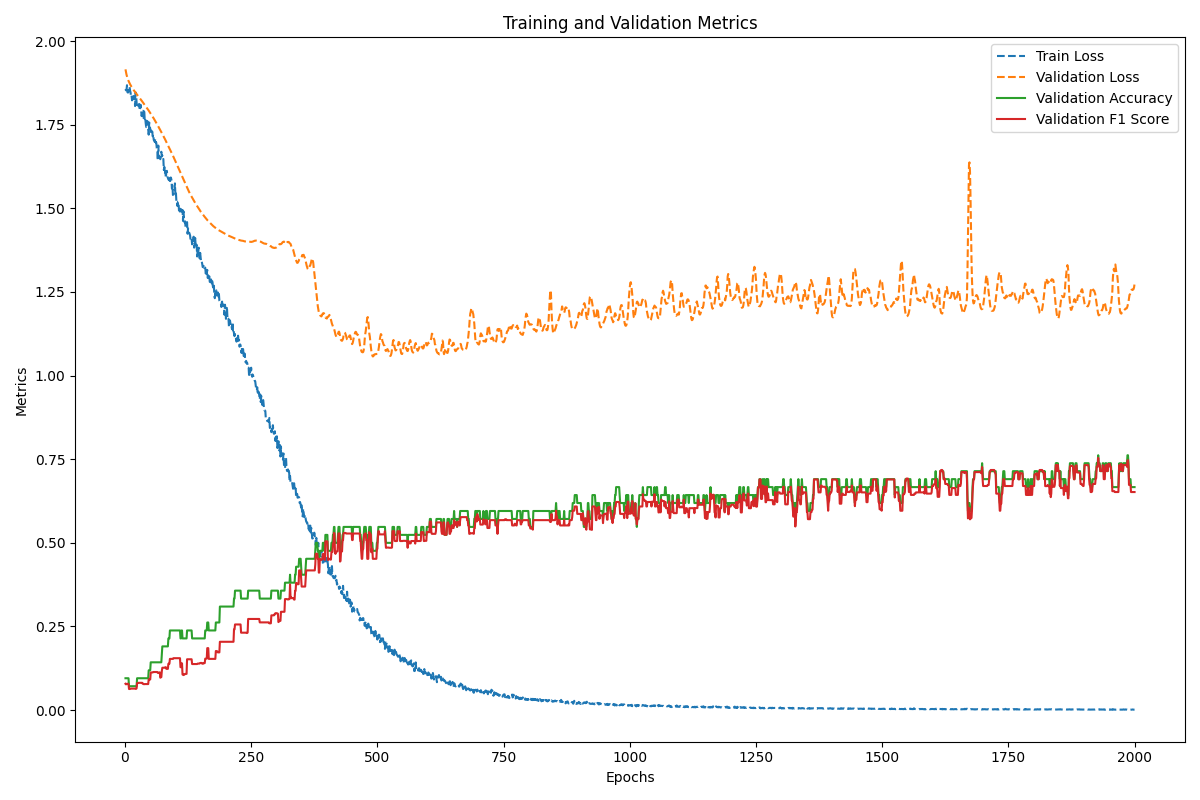 Training and Validation Metrics
Train Loss
Validation Loss
Validation Accuracy
Validation F1 Score
2.00
1.75
1.50
1.25
1.00
0.75
0.50
0.25
0.00
Metrics
0 250 500 750 1000 1250 1500 1750 2000
Epochs